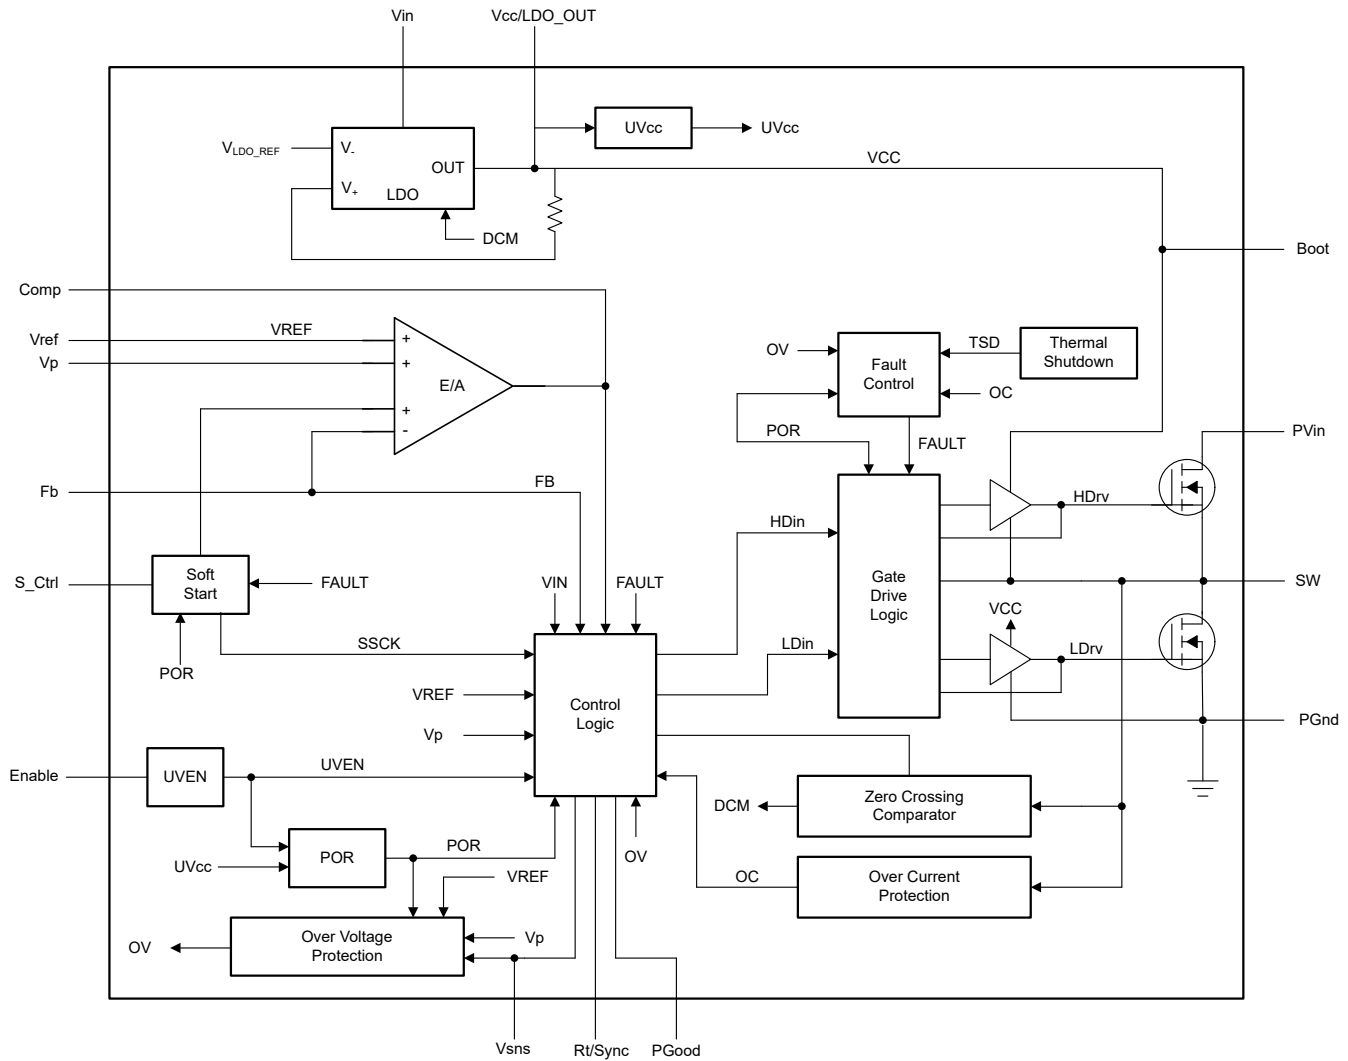 Vin
Vcc/LDO_OUT
UVcc
UVcc
VLDO_REF
V-
OUT
VCC
V+
LDO
DCM
Boot
Comp
Vref
VREF
+
Vp
+
E/A
+
-
OV
Fault
Control
TSD
Thermal
Shutdown
OC
POR
FAULT
PVin
Fb
FB
HDin
HDrv
S_Ctrl
Soft
Start
FAULT
VIN
FAULT
Gate
Drive
Logic
SW
VCC
POR
SSCK
LDin
LDrv
VREF
Control
Logic
Vp
PGnd
Enable
UVEN
UVEN
DCM
Zero Crossing
Comparator
UVcc
POR
POR
OV
VREF
OC
Over Current
Protection
OV
Over Voltage
Protection
Vp
Vsns
Rt/Sync
PGood